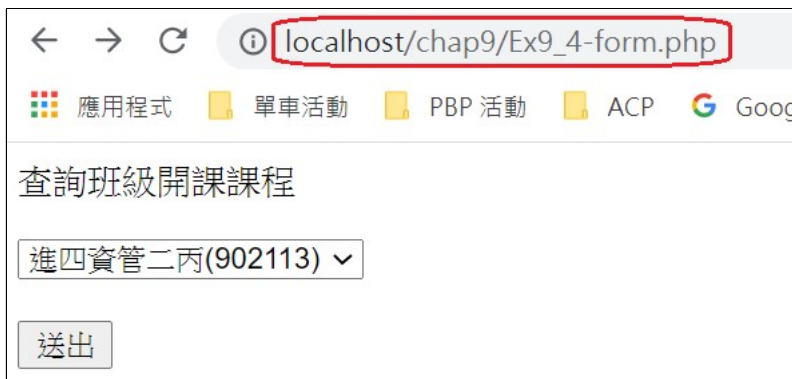 localhost/chap9/Ex9_4-form.php
應用程式 單車活動 PBP 活動 ACP Goog
查詢班級開課課程
進四資管二丙(902113)
送出